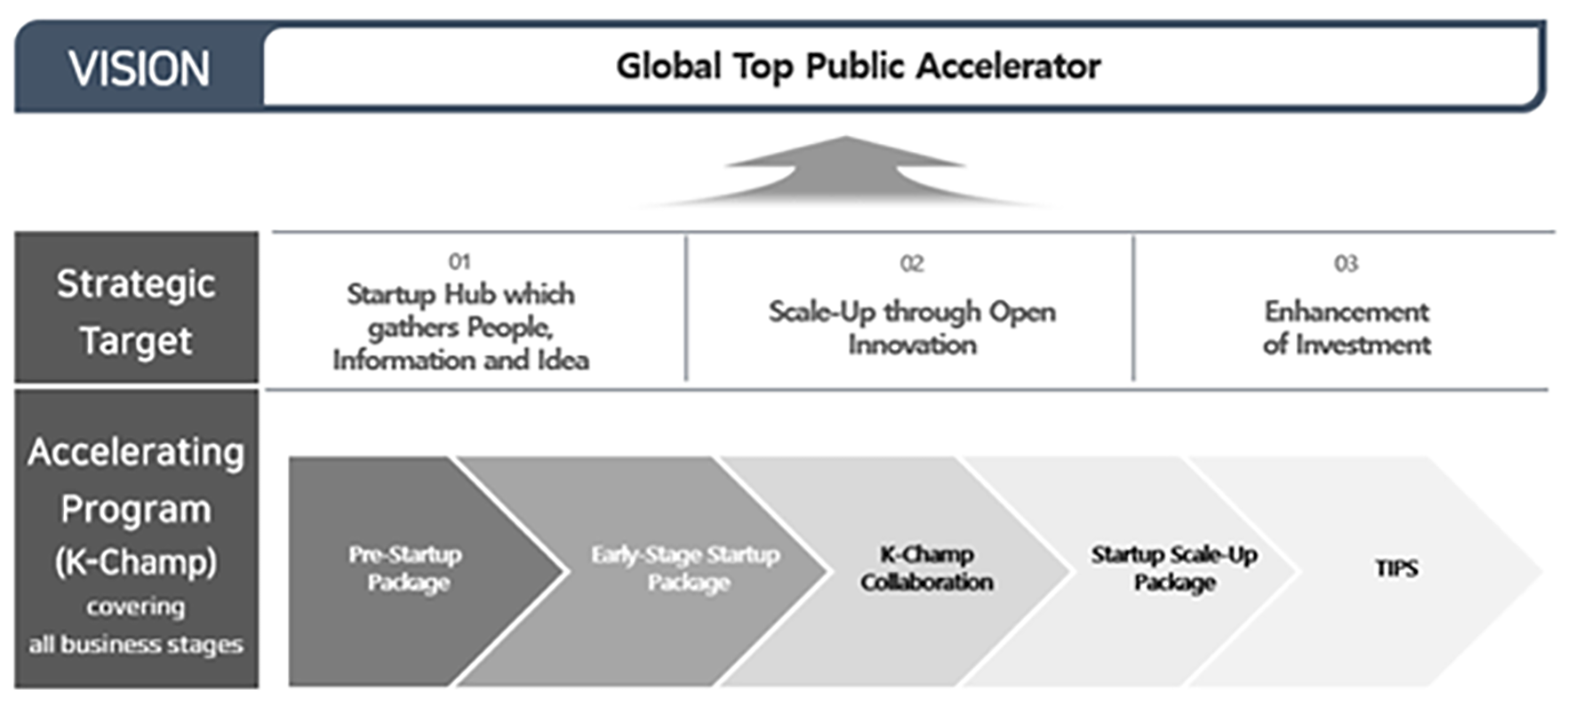 VISION
Global Top Public Accelerator
Strategic
Target
01
Startup Hub which
gathers People,
Information and Idea
02
Scale-Up through Open
Innovation
03
Enhancement
of Investment
Accelerating
Program
(K-Champ)
covering
all business stages
Pre-Startup
Package
Early-Stage Startup
Package
K-Champ
Collaboration
Startup Scale-Up
Package
TIPS